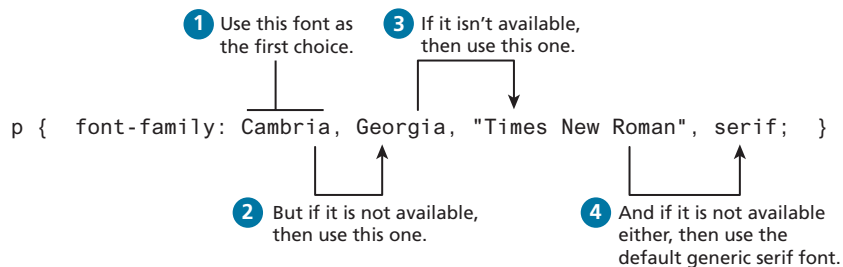 1 Use this font as
the first choice.
3 If it isn’t available,
then use this one.
p { font-family: Cambria, Georgia, "Times New Roman", serif; }
2 But if it is not available,
then use this one.
4 And if it is not available
either, then use the
default generic serif font.